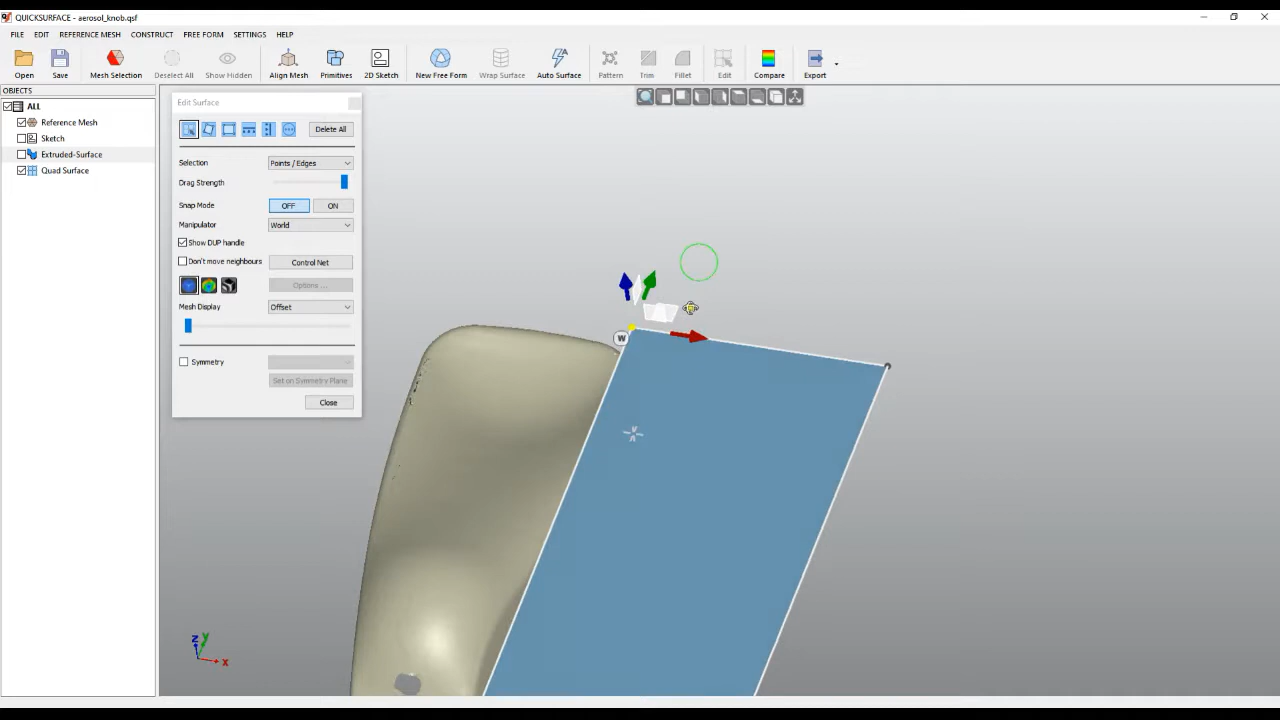 QUICKSURFACE - aerosol_knob.qsf
FILE EDIT REFERENCE MESH CONSTRUCT FREE FORM SETTINGS HELP
Open Save Mesh Selection Deselect All Show Hidden Align Mesh Primitives 2D Sketch New Free Form Wrap Surface Auto Surface Pattern Trim Fillet Edit Compare Export
OBJECTS
ALL
Reference Mesh
Sketch
Extruded-Surface
Quad Surface
Edit Surface
Delete All
Selection Points / Edges
Drag Strength
Snap Mode OFF ON
Manipulator World
Show DUP handle
Don't move neighbours Control Net
Options ...
Mesh Display Offset
Symmetry
Set on Symmetry Plane
Close
W
z y
x